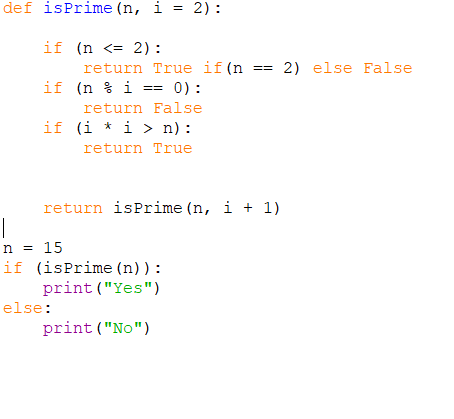 def isPrime(n, i = 2):
    if (n <= 2):
        return True if(n == 2) else False
    if (n % i == 0):
        return False
    if (i * i > n):
        return True
    return isPrime(n, i + 1)
n = 15
if (isPrime(n)):
    print("Yes")
else:
    print("No")